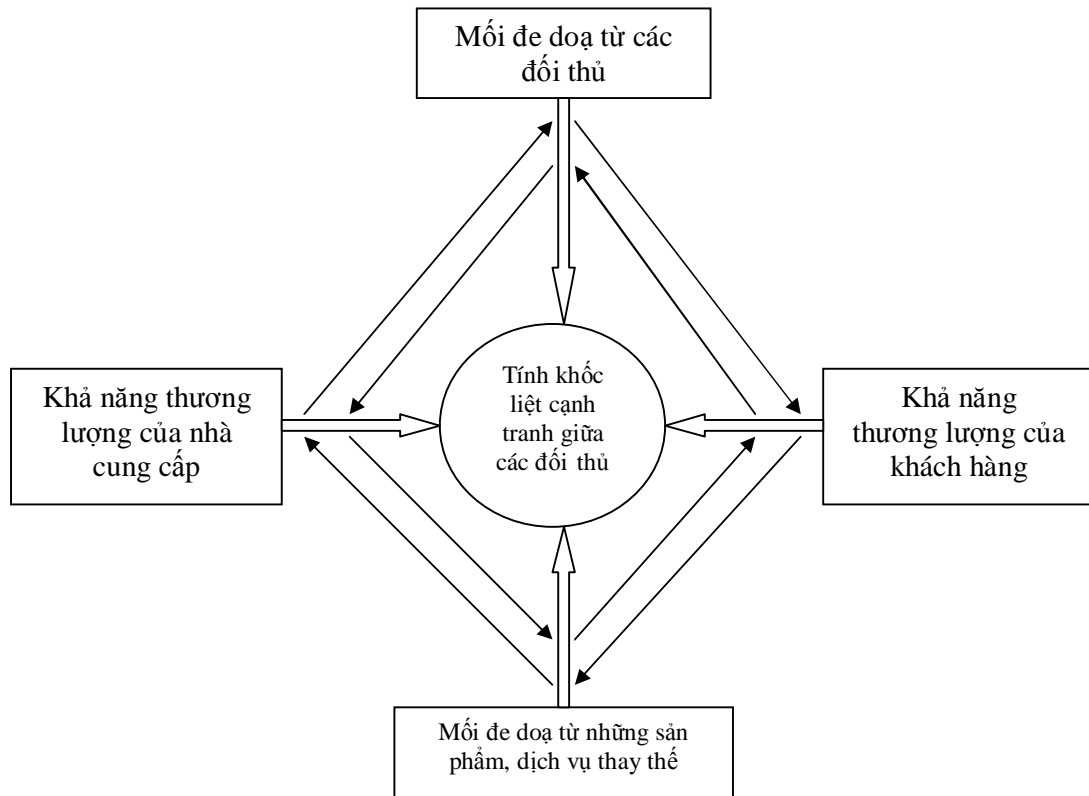 Mối đe doạ từ các
đối thủ
Khả năng thương
lượng của nhà
cung cấp
Tính khốc
liệt cạnh
tranh giữa
các đối thủ
Khả năng
thương lượng của
khách hàng
Mối đe doạ từ những sản
phẩm, dịch vụ thay thế